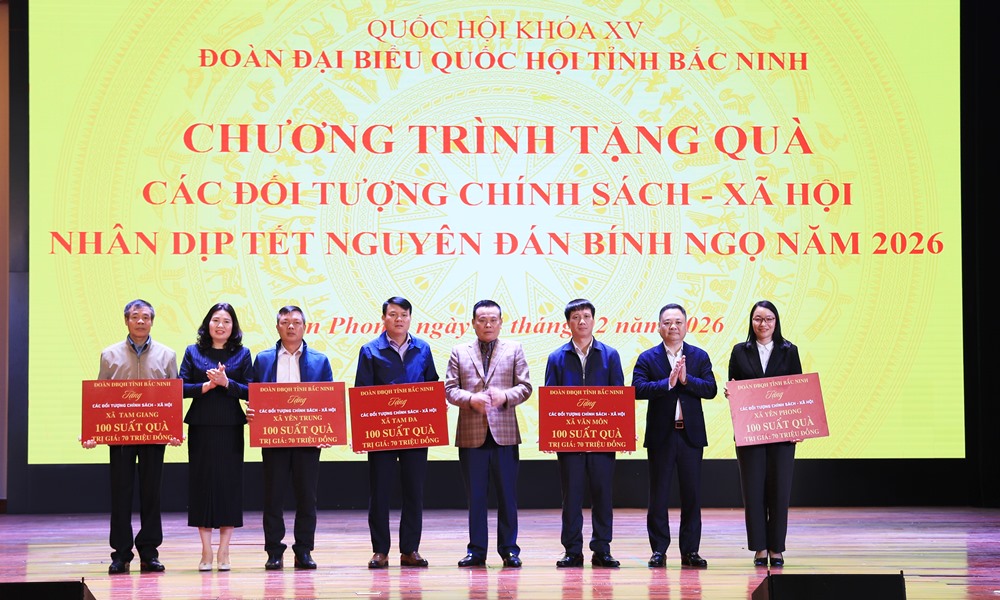 QUỐC HỘI KHÓA XV
ĐOÀN ĐẠI BIỂU QUỐC HỘI TỈNH BẮC NINH
CHƯƠNG TRÌNH TẶNG QUÀ
CÁC ĐỐI TƯỢNG CHÍNH SÁCH - XÃ HỘI
NHÂN DỊP TẾT NGUYÊN ĐÁN BÍNH NGỌ NĂM 2026
Phong, ngày tháng 2 năm 2026
ĐOÀN ĐBQH TỈNH BẮC NINH
Tặng
CÁC ĐỐI TƯỢNG CHÍNH SÁCH - XÃ HỘI
XÃ TAM GIANG
100 SUẤT QUÀ
TRỊ GIÁ: 70 TRIỆU ĐỒNG
ĐOÀN ĐBQH TỈNH BẮC NINH
Tặng
CÁC ĐỐI TƯỢNG CHÍNH SÁCH - XÃ HỘI
XÃ YÊN TRUNG
100 SUẤT QUÀ
TRỊ GIÁ: 70 TRIỆU ĐỒNG
ĐOÀN ĐBQH TỈNH BẮC NINH
Tặng
CÁC ĐỐI TƯỢNG CHÍNH SÁCH - XÃ HỘI
XÃ TAM ĐA
100 SUẤT QUÀ
TRỊ GIÁ: 70 TRIỆU ĐỒNG
ĐOÀN ĐBQH TỈNH BẮC NINH
Tặng
CÁC ĐỐI TƯỢNG CHÍNH SÁCH - XÃ HỘI
XÃ VĂN MÔN
100 SUẤT QUÀ
TRỊ GIÁ: 70 TRIỆU ĐỒNG
ĐOÀN ĐBQH TỈNH BẮC NINH
Tặng
CÁC ĐỐI TƯỢNG CHÍNH SÁCH - XÃ HỘI
XÃ YÊN PHONG
100 SUẤT QUÀ
TRỊ GIÁ: 70 TRIỆU ĐỒNG